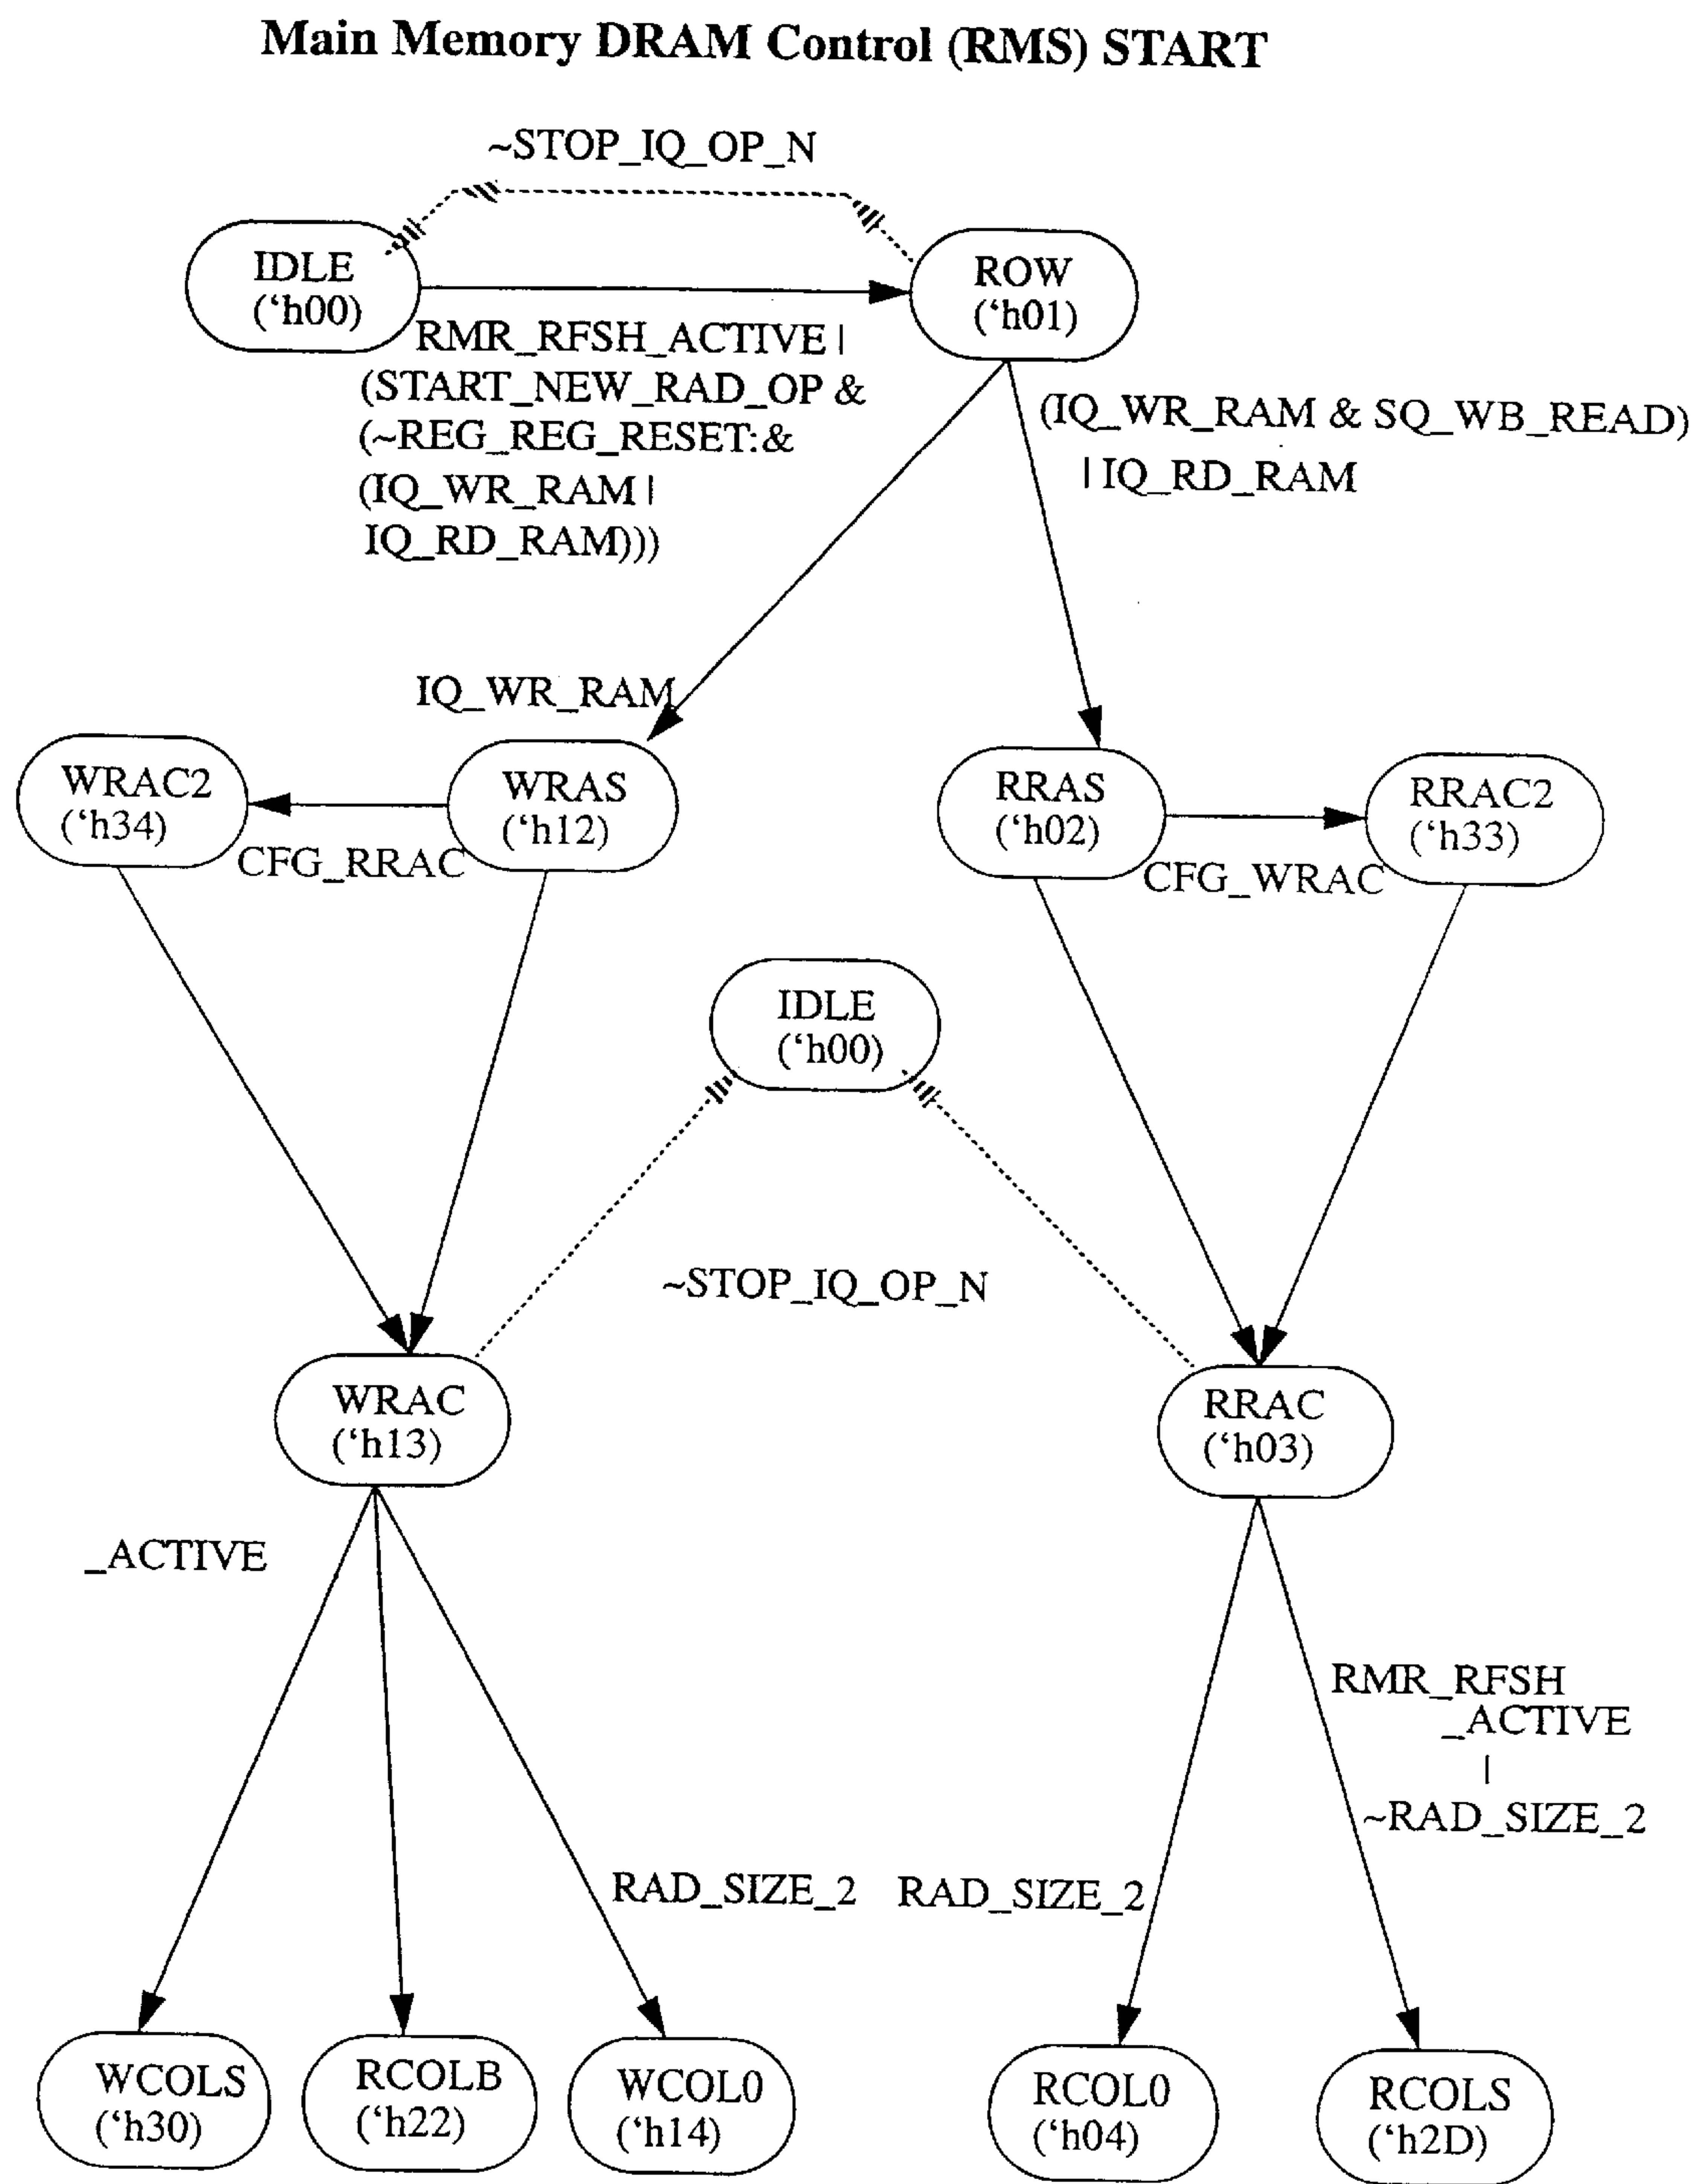 Main Memory DRAM Control (RMS) START
~STOP_IQ_OP_N
IDLE
(‘h00)
ROW
(‘h01)
RMR_RFSH_ACTIVE |
(START_NEW_RAD_OP &
(~REG_REG_RESET:&
(IQ_WR_RAM |
IQ_RD_RAM)))
(IQ_WR_RAM & SQ_WB_READ)
| IQ_RD_RAM
IQ_WR_RAM
WRAC2
(‘h34)
CFG_RRAC
WRAS
(‘h12)
RRAS
(‘h02)
CFG_WRAC
RRAC2
(‘h33)
IDLE
(‘h00)
~STOP_IQ_OP_N
WRAC
(‘h13)
RRAC
(‘h03)
_ACTIVE
RMR_RFSH
_ACTIVE
|
~RAD_SIZE_2
RAD_SIZE_2
RAD_SIZE_2
WCOLS
(‘h30)
RCOLB
(‘h22)
WCOL0
(‘h14)
RCOL0
(‘h04)
RCOLS
(‘h2D)